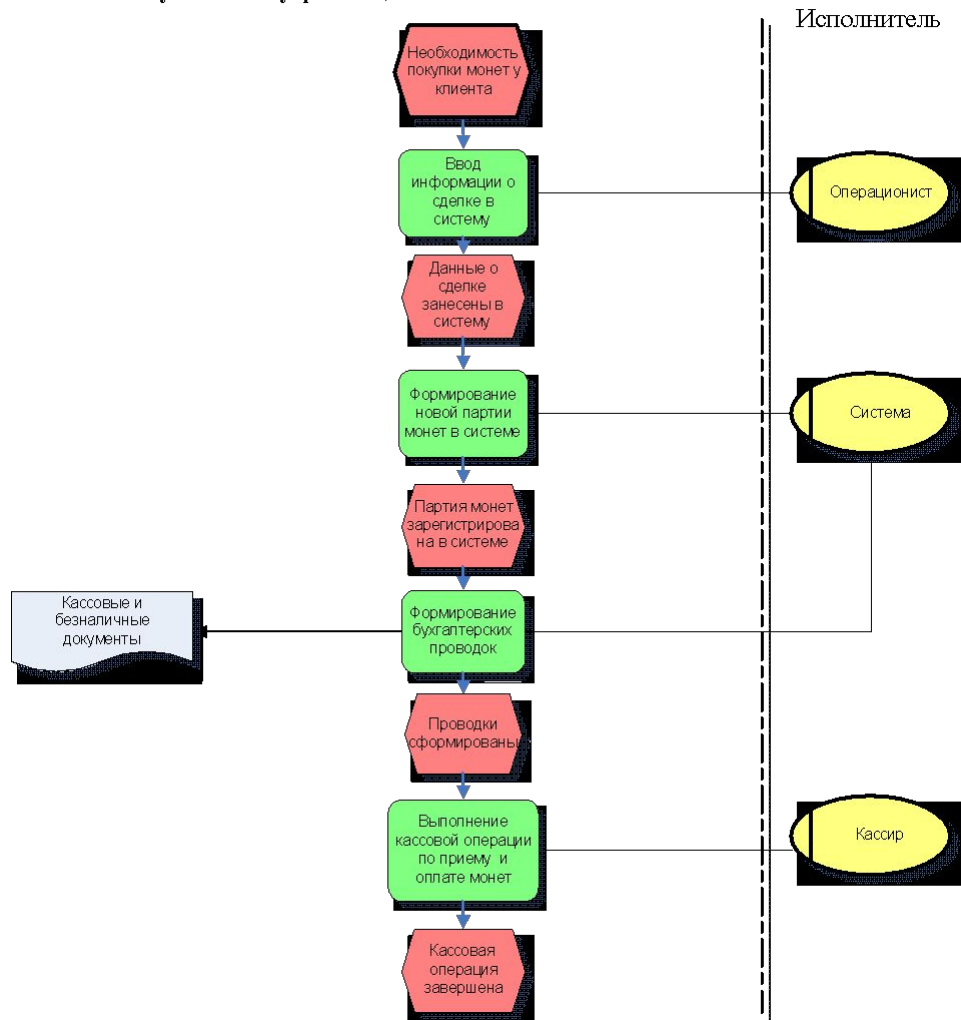 Исполнитель
Необходимость
покупки монет у
клиента
Ввод
информации о
сделке в
систему
Операционист
Данные о
сделке
занесены в
систему
Формирование
новой партии
монет в системе
Система
Партия монет
зарегистрирова
на в системе
Кассовые и
безналичные
документы
Формирование
бухгалтерских
проводок
Проводки
сформированы
Выполнение
кассовой операции
по приему и
оплате монет
Кассир
Кассовая
операция
завершена